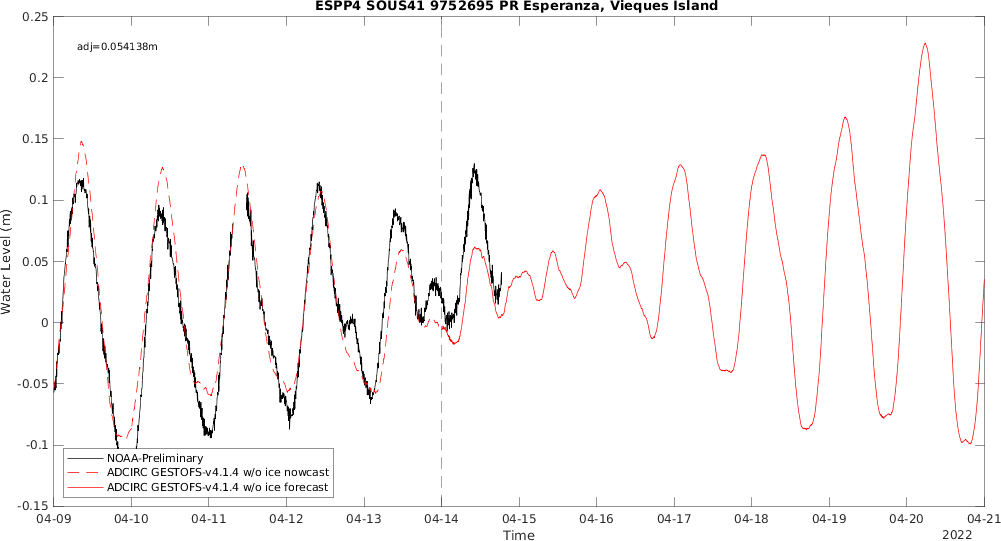 ESPP4 SOUS41 9752695 PR Esperanza, Vieques Island
0.25
0.2
0.15
0.1
0.05
0
-0.05
-0.1
-0.15
Water Level (m)
adj=0.054138m
NOAA-Preliminary
ADCIRC GESTOFS-v4.1.4 w/o ice nowcast
ADCIRC GESTOFS-v4.1.4 w/o ice forecast
04-09 04-10 04-11 04-12 04-13 04-14 04-15 04-16 04-17 04-18 04-19 04-20 04-21
Time
2022